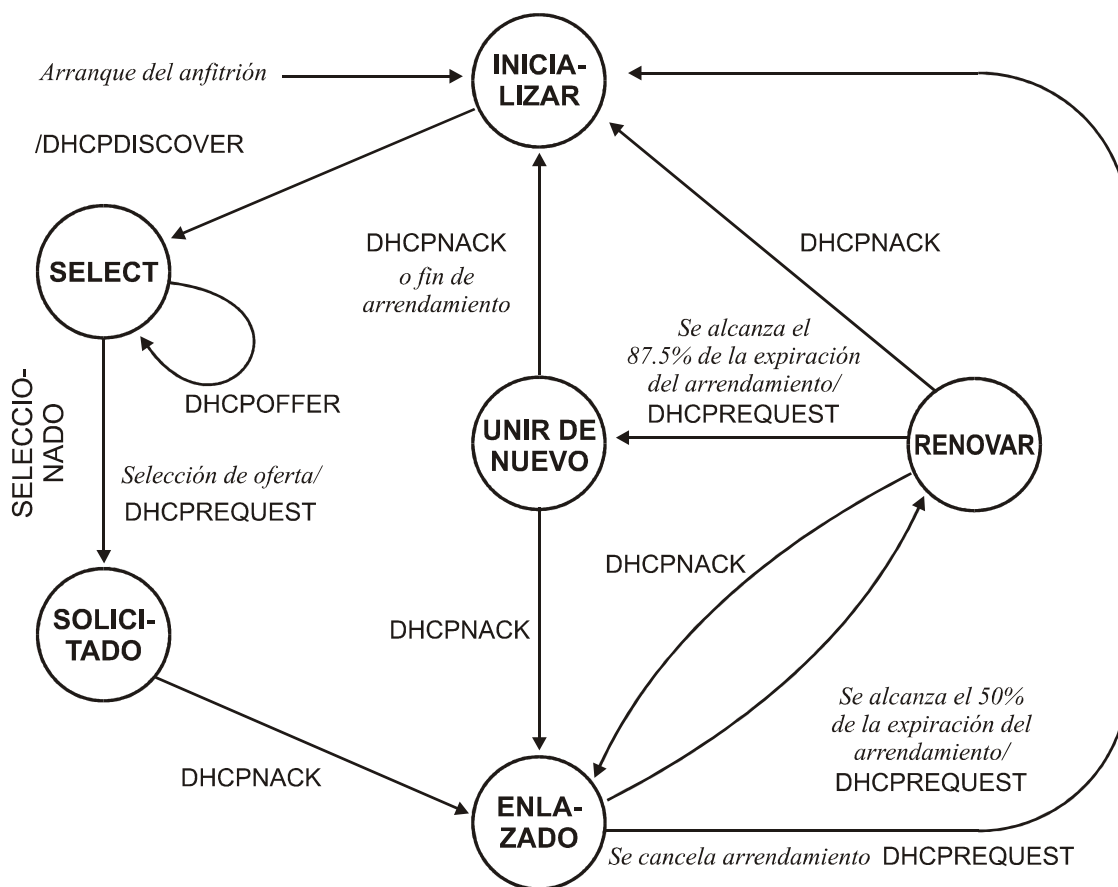 Arranque del anfitrión
INICIA-
LIZAR
/DHCPDISCOVER
SELECT
DHCPNACK
o fin de
arrendamiento
DHCPNACK
Se alcanza el
87.5% de la expiración
del arrendamiento/
DHCPREQUEST
DHCPOFFER
SELECCIO-
NADO
UNIR DE
NUEVO
RENOVAR
Selección de oferta/
DHCPREQUEST
DHCPNACK
SOLICI-
TADO
DHCPNACK
Se alcanza el 50%
de la expiración del
arrendamiento/
DHCPREQUEST
DHCPNACK
ENLA-
ZADO
Se cancela arrendamiento DHCPREQUEST